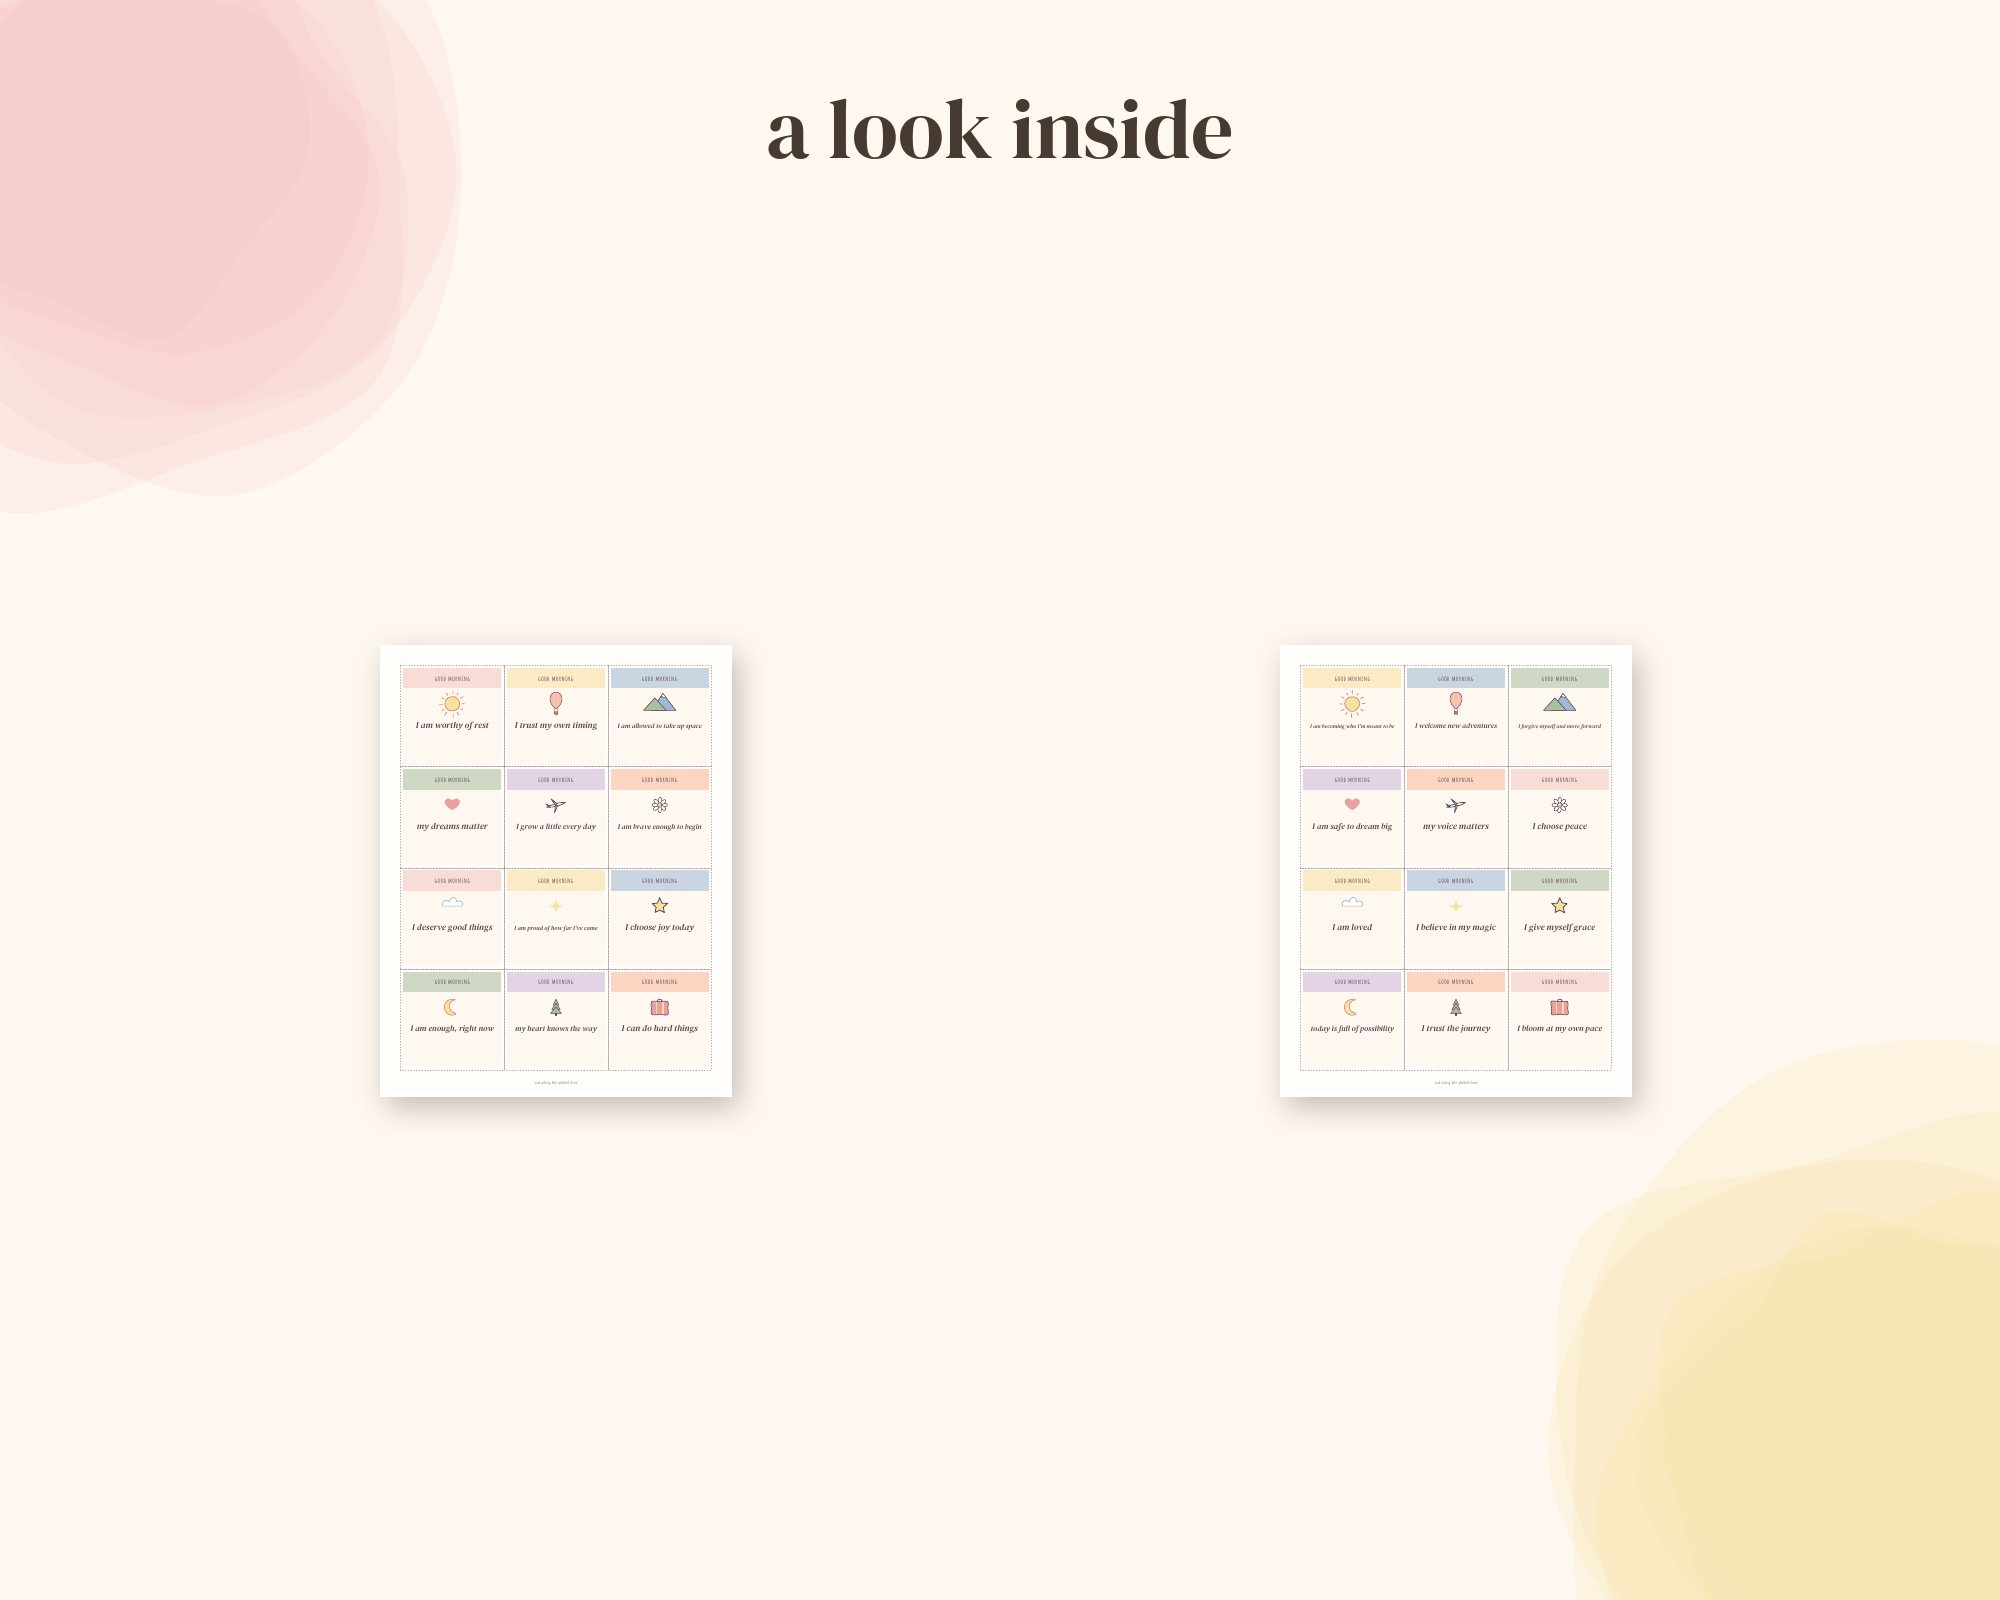 a look inside
GOOD MORNING GOOD MORNING GOOD MORNING
I am worthy of rest I trust my own timing I am allowed to take up space
GOOD MORNING GOOD MORNING GOOD MORNING
my dreams matter I grow a little every day I am brave enough to begin
GOOD MORNING GOOD MORNING GOOD MORNING
I deserve good things I am proud of how far I've come I choose joy today
GOOD MORNING GOOD MORNING GOOD MORNING
I am enough, right now my heart knows the way I can do hard things
cut along the dotted lines
GOOD MORNING GOOD MORNING GOOD MORNING
I am becoming who I'm meant to be I welcome new adventures I forgive myself and move forward
GOOD MORNING GOOD MORNING GOOD MORNING
I am safe to dream big my voice matters I choose peace
GOOD MORNING GOOD MORNING GOOD MORNING
I am loved I believe in my magic I give myself grace
GOOD MORNING GOOD MORNING GOOD MORNING
today is full of possibility I trust the journey I bloom at my own pace
cut along the dotted lines